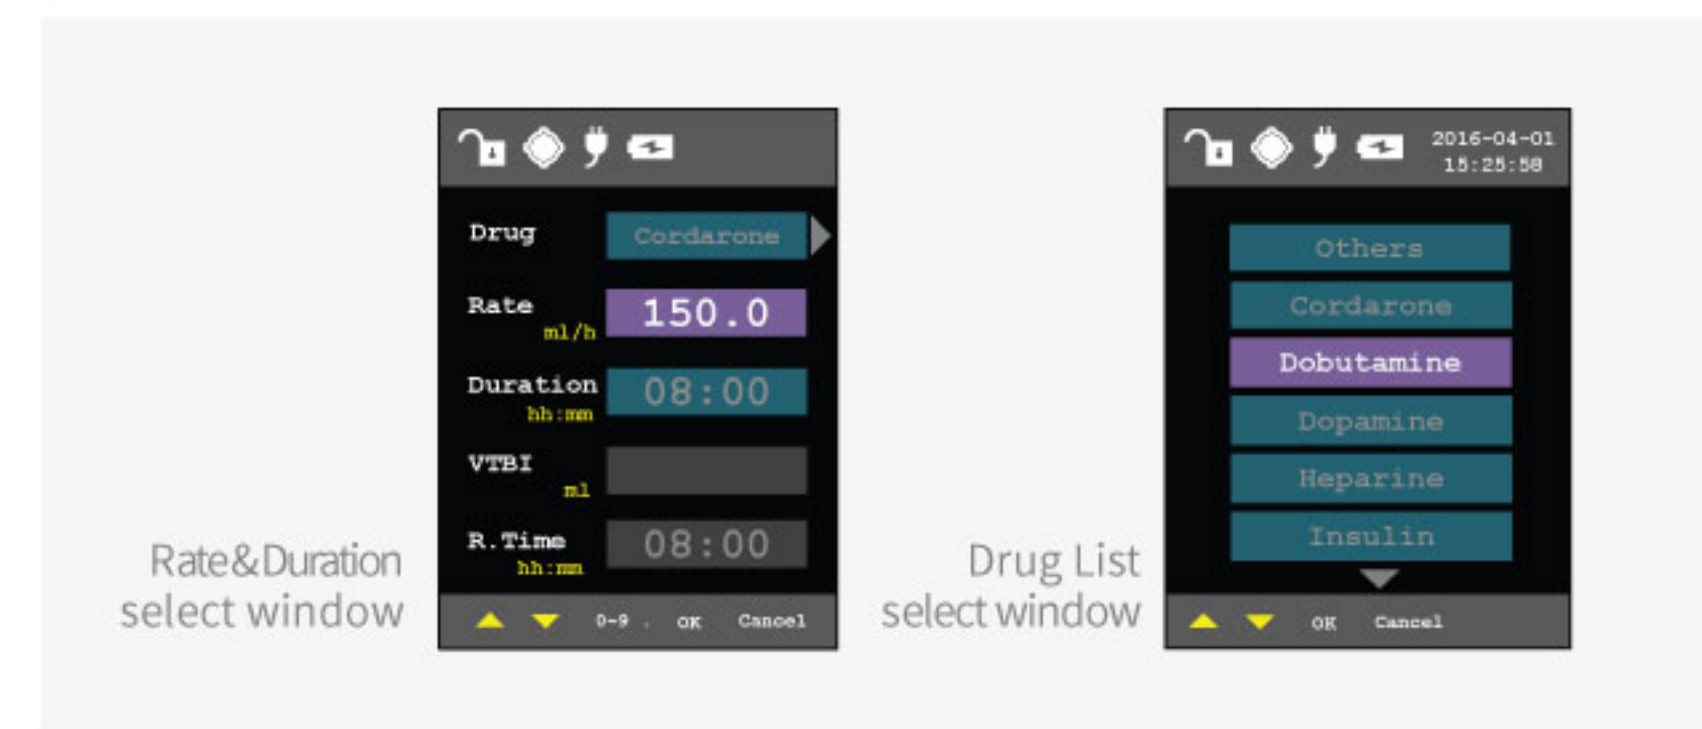 Rate&Duration
select window
Drug
Cordarone
Rate
ml/h
150.0
Duration
hh:mm
08:00
VTBI
ml
R.Time
hh:mm
08:00
0-9 .
OK
Cancel
Drug List
select window
2016-04-01
15:25:58
Others
Cordarone
Dobutamine
Dopamine
Heparine
Insulin
OK
Cancel